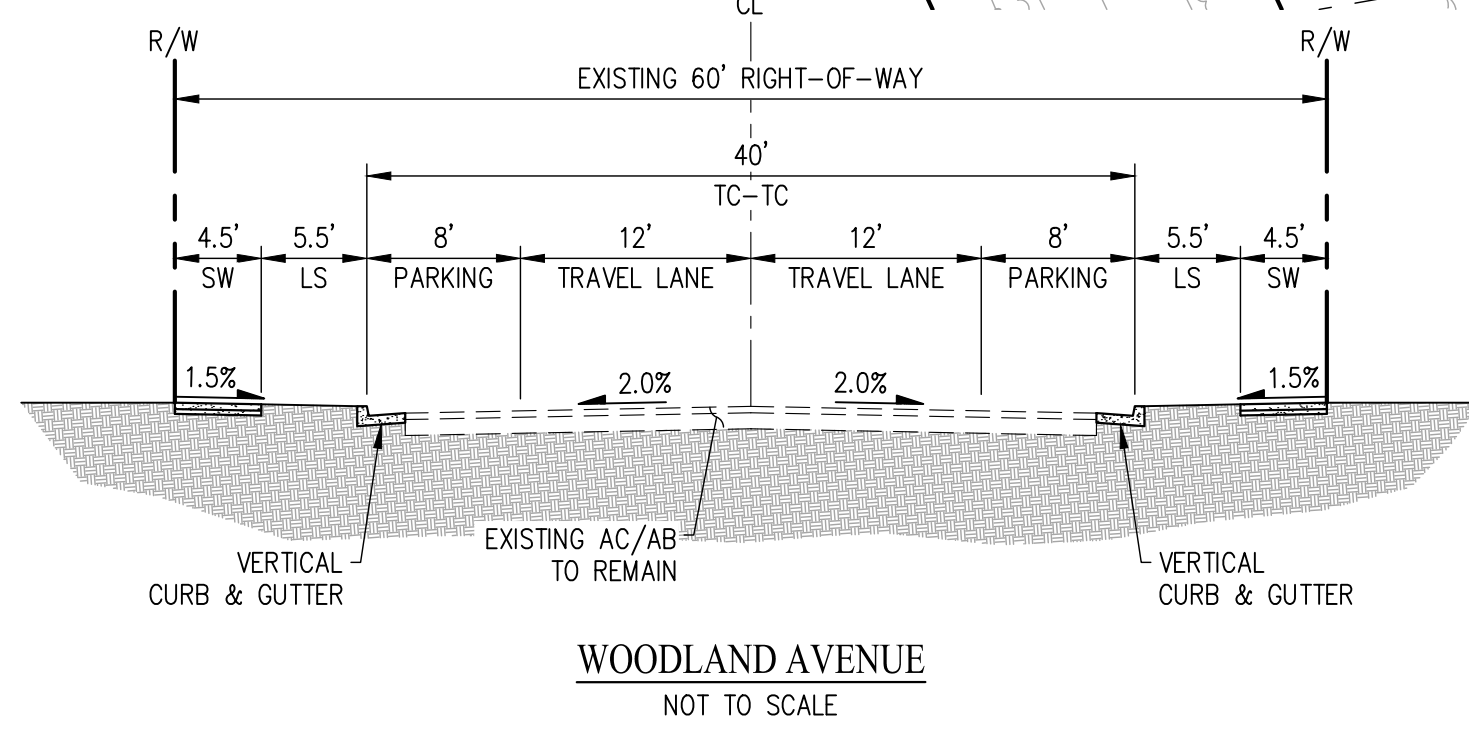 CL
R/W
R/W
EXISTING 60' RIGHT-OF-WAY
40'
TC-TC
4.5'
5.5'
8'
12'
12'
8'
5.5'
4.5'
SW
LS
PARKING
TRAVEL LANE
TRAVEL LANE
PARKING
LS
SW
1.5%
2.0%
2.0%
1.5%
EXISTING AC/AB
TO REMAIN
VERTICAL
CURB & GUTTER
VERTICAL
CURB & GUTTER
WOODLAND AVENUE
NOT TO SCALE